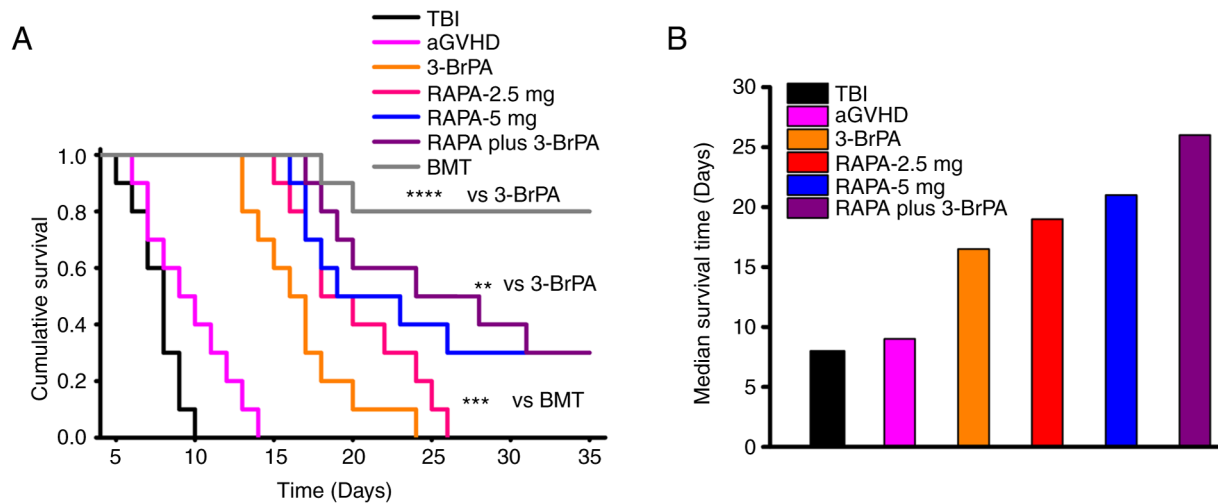 A
TBI
aGVHD
3-BrPA
RAPA-2.5 mg
RAPA-5 mg
RAPA plus 3-BrPA
BMT
**** vs 3-BrPA
** vs 3-BrPA
*** vs BMT
1.0
0.8
0.6
0.4
0.2
0.0
Cumulative survival
5 10 15 20 25 30 35
Time (Days)
B
TBI
aGVHD
3-BrPA
RAPA-2.5 mg
RAPA-5 mg
RAPA plus 3-BrPA
30
25
20
15
10
5
0
Median survival time (Days)